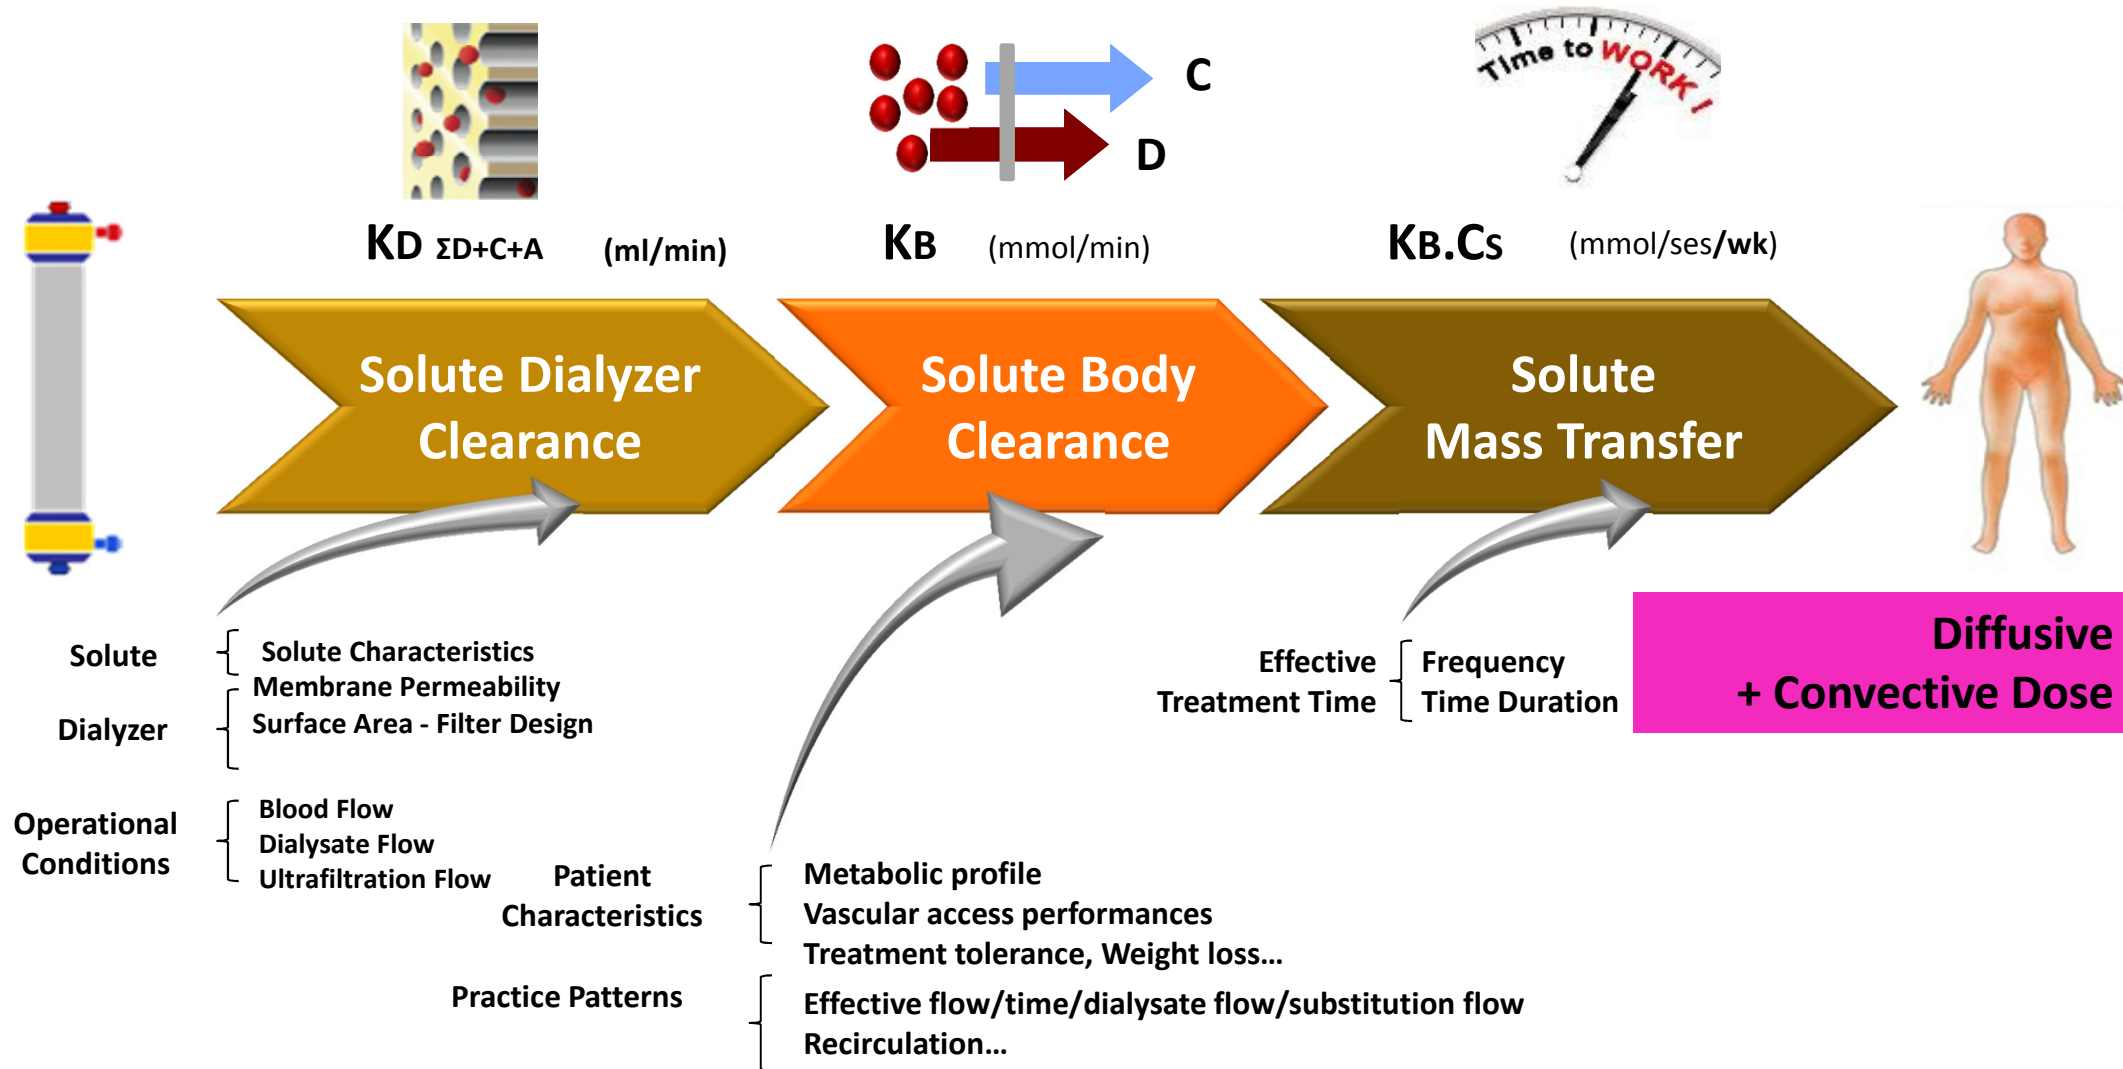 Time to WORK !
C
D
KD ΣD+C+A (ml/min)
KB (mmol/min)
KB.Cs (mmol/ses/wk)
Solute Dialyzer
Clearance
Solute Body
Clearance
Solute
Mass Transfer
Solute
Solute Characteristics
Dialyzer
Membrane Permeability
Surface Area - Filter Design
Operational
Conditions
Blood Flow
Dialysate Flow
Ultrafiltration Flow
Patient
Characteristics
Metabolic profile
Vascular access performances
Treatment tolerance, Weight loss…
Practice Patterns
Effective flow/time/dialysate flow/substitution flow
Recirculation…
Effective
Treatment Time
Frequency
Time Duration
Diffusive
+ Convective Dose